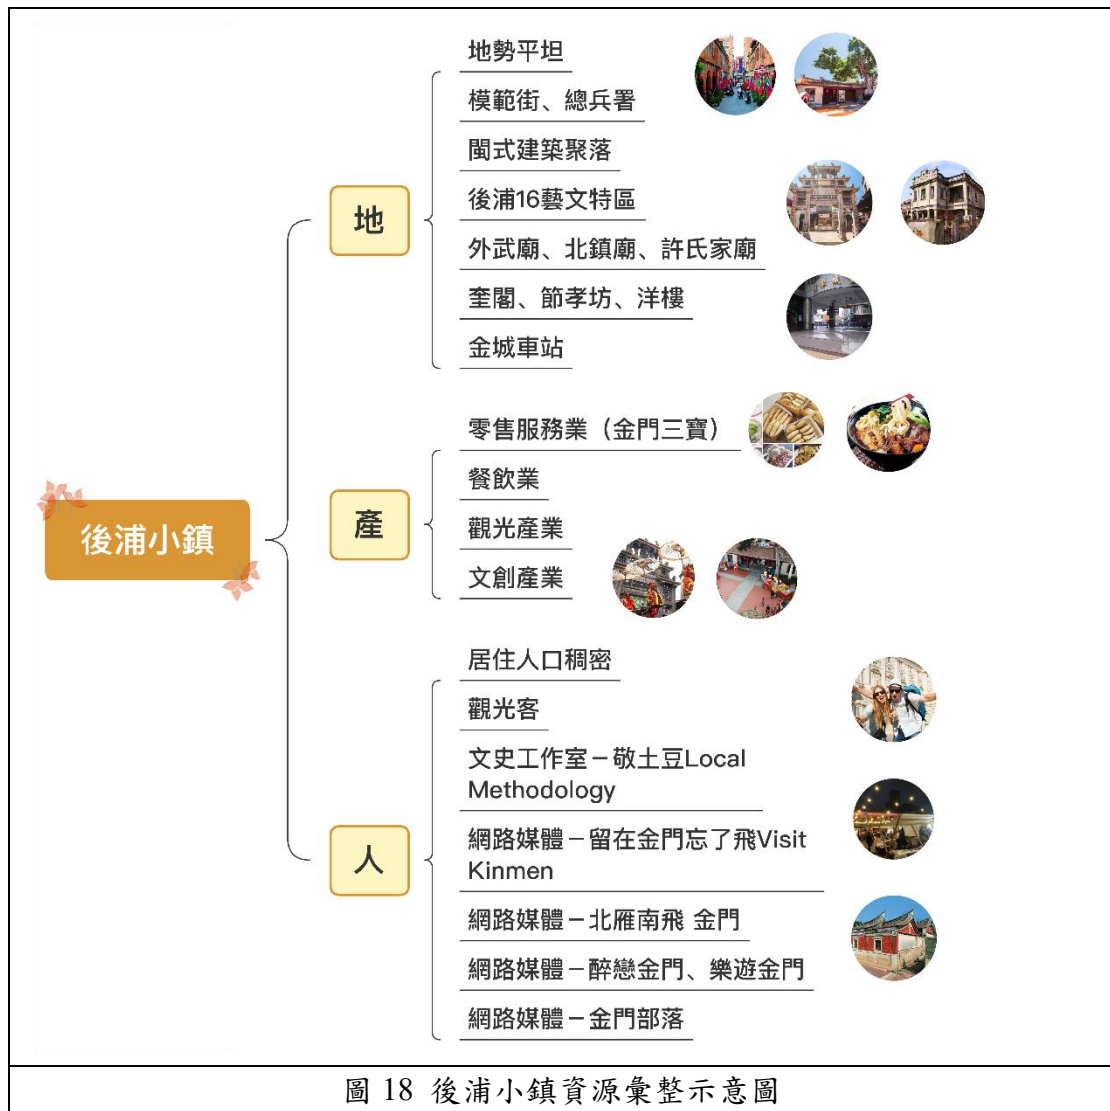 地勢平坦
模範街、總兵署
閩式建築聚落
地
後浦16藝文特區
外武廟、北鎮廟、許氏家廟
奎閣、節孝坊、洋樓
金城車站
零售服務業（金門三寶）
餐飲業
產
觀光產業
後浦小鎮
文創產業
居住人口稠密
觀光客
文史工作室－敬土豆Local
Methodology
網路媒體－留在金門忘了飛Visit
Kinmen
人
網路媒體－北雁南飛 金門
網路媒體－醉戀金門、樂遊金門
網路媒體－金門部落
圖 18 後浦小鎮資源彙整示意圖